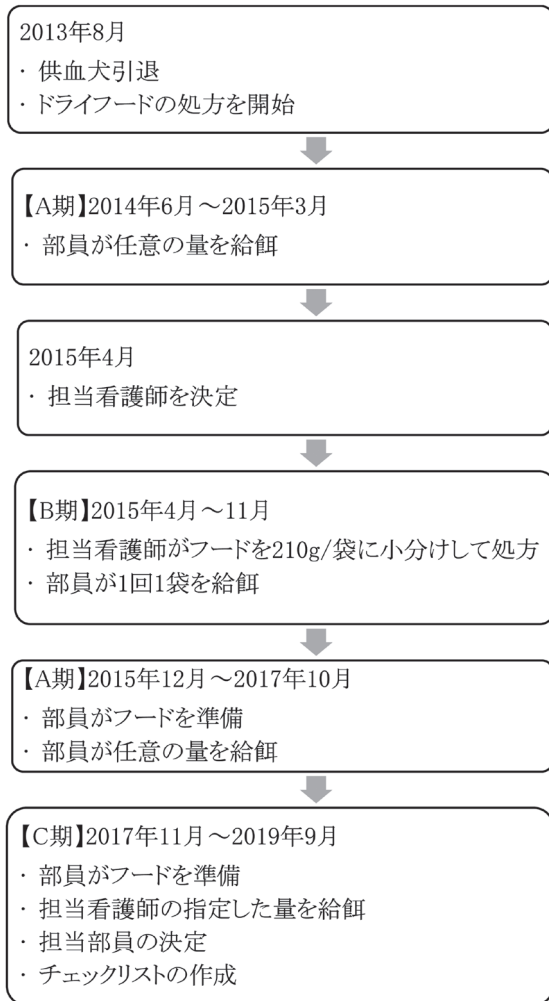 2013年8月
· 供血犬引退
· ドライフードの処方を開始
【A期】2014年6月～2015年3月
· 部員が任意の量を給餌
2015年4月
· 担当看護師を決定
【B期】2015年4月～11月
· 担当看護師がフードを210g/袋に小分けして処方
· 部員が1回1袋を給餌
【A期】2015年12月～2017年10月
· 部員がフードを準備
· 部員が任意の量を給餌
【C期】2017年11月～2019年9月
· 部員がフードを準備
· 担当看護師の指定した量を給餌
· 担当部員の決定
· チェックリストの作成